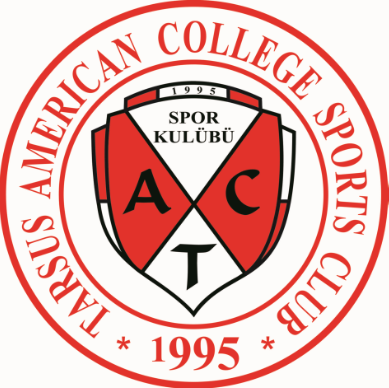 TARSUS AMERICAN COLLEGE SPORTS CLUB
* 1995 *
1995
SPOR
KULÜBÜ
A C
T